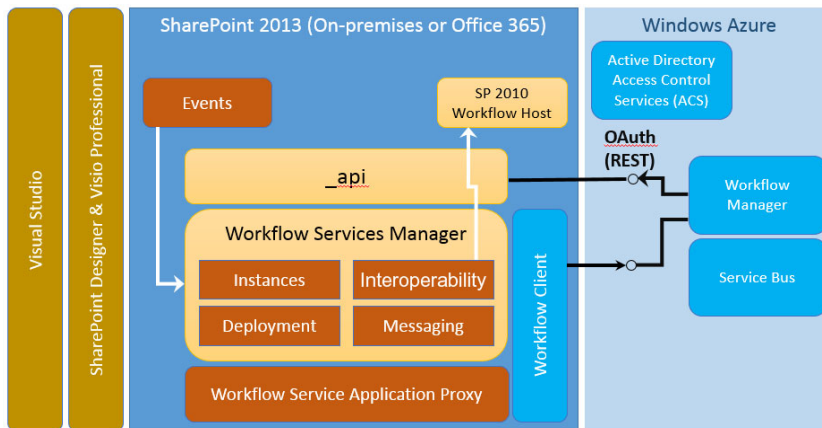 Visual Studio
SharePoint Designer & Visio Professional
SharePoint 2013 (On-premises or Office 365)
Events
SP 2010
Workflow Host
_api
Workflow Services Manager
Instances
Interoperability
Deployment
Messaging
Workflow Service Application Proxy
Workflow Client
Windows Azure
Active Directory
Access Control
Services (ACS)
OAuth
(REST)
Workflow
Manager
Service Bus